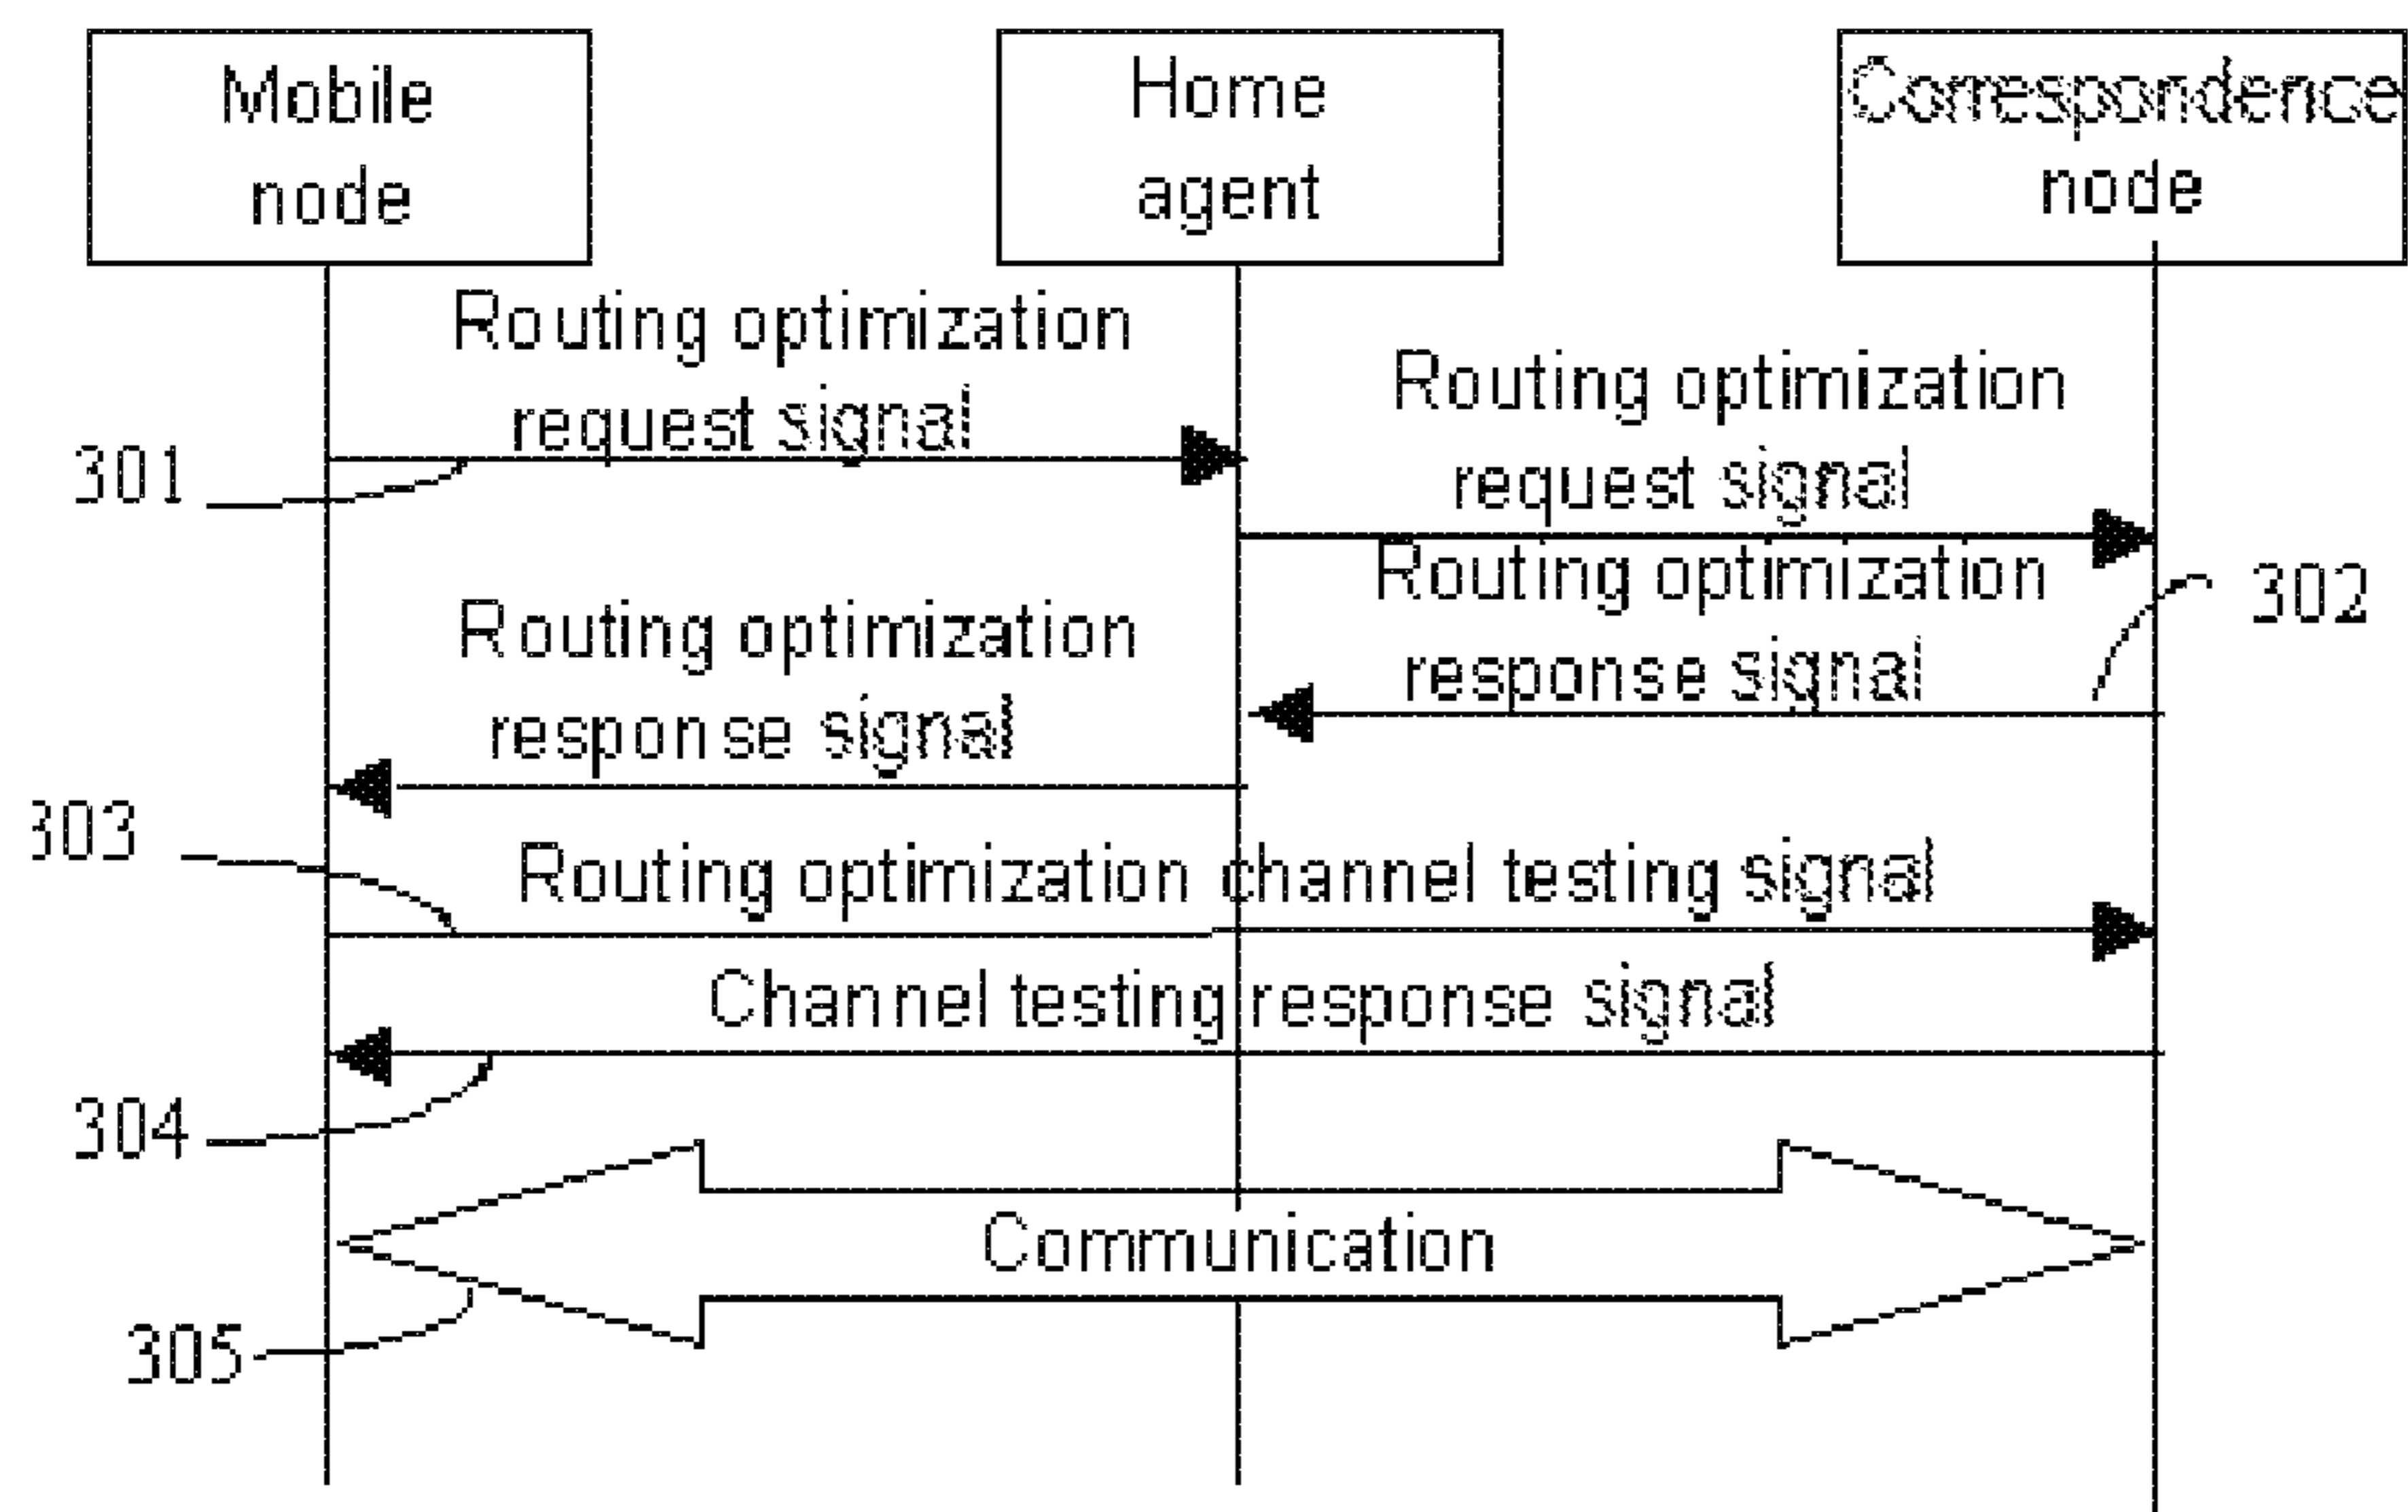 Mobile
node
Home
agent
Correspondence
node
Routing optimization
request signal
301
Routing optimization
request signal
Routing optimization
response signal
302
Routing optimization
response signal
303
Routing optimization channel testing signal
Channel testing response signal
304
Communication
305